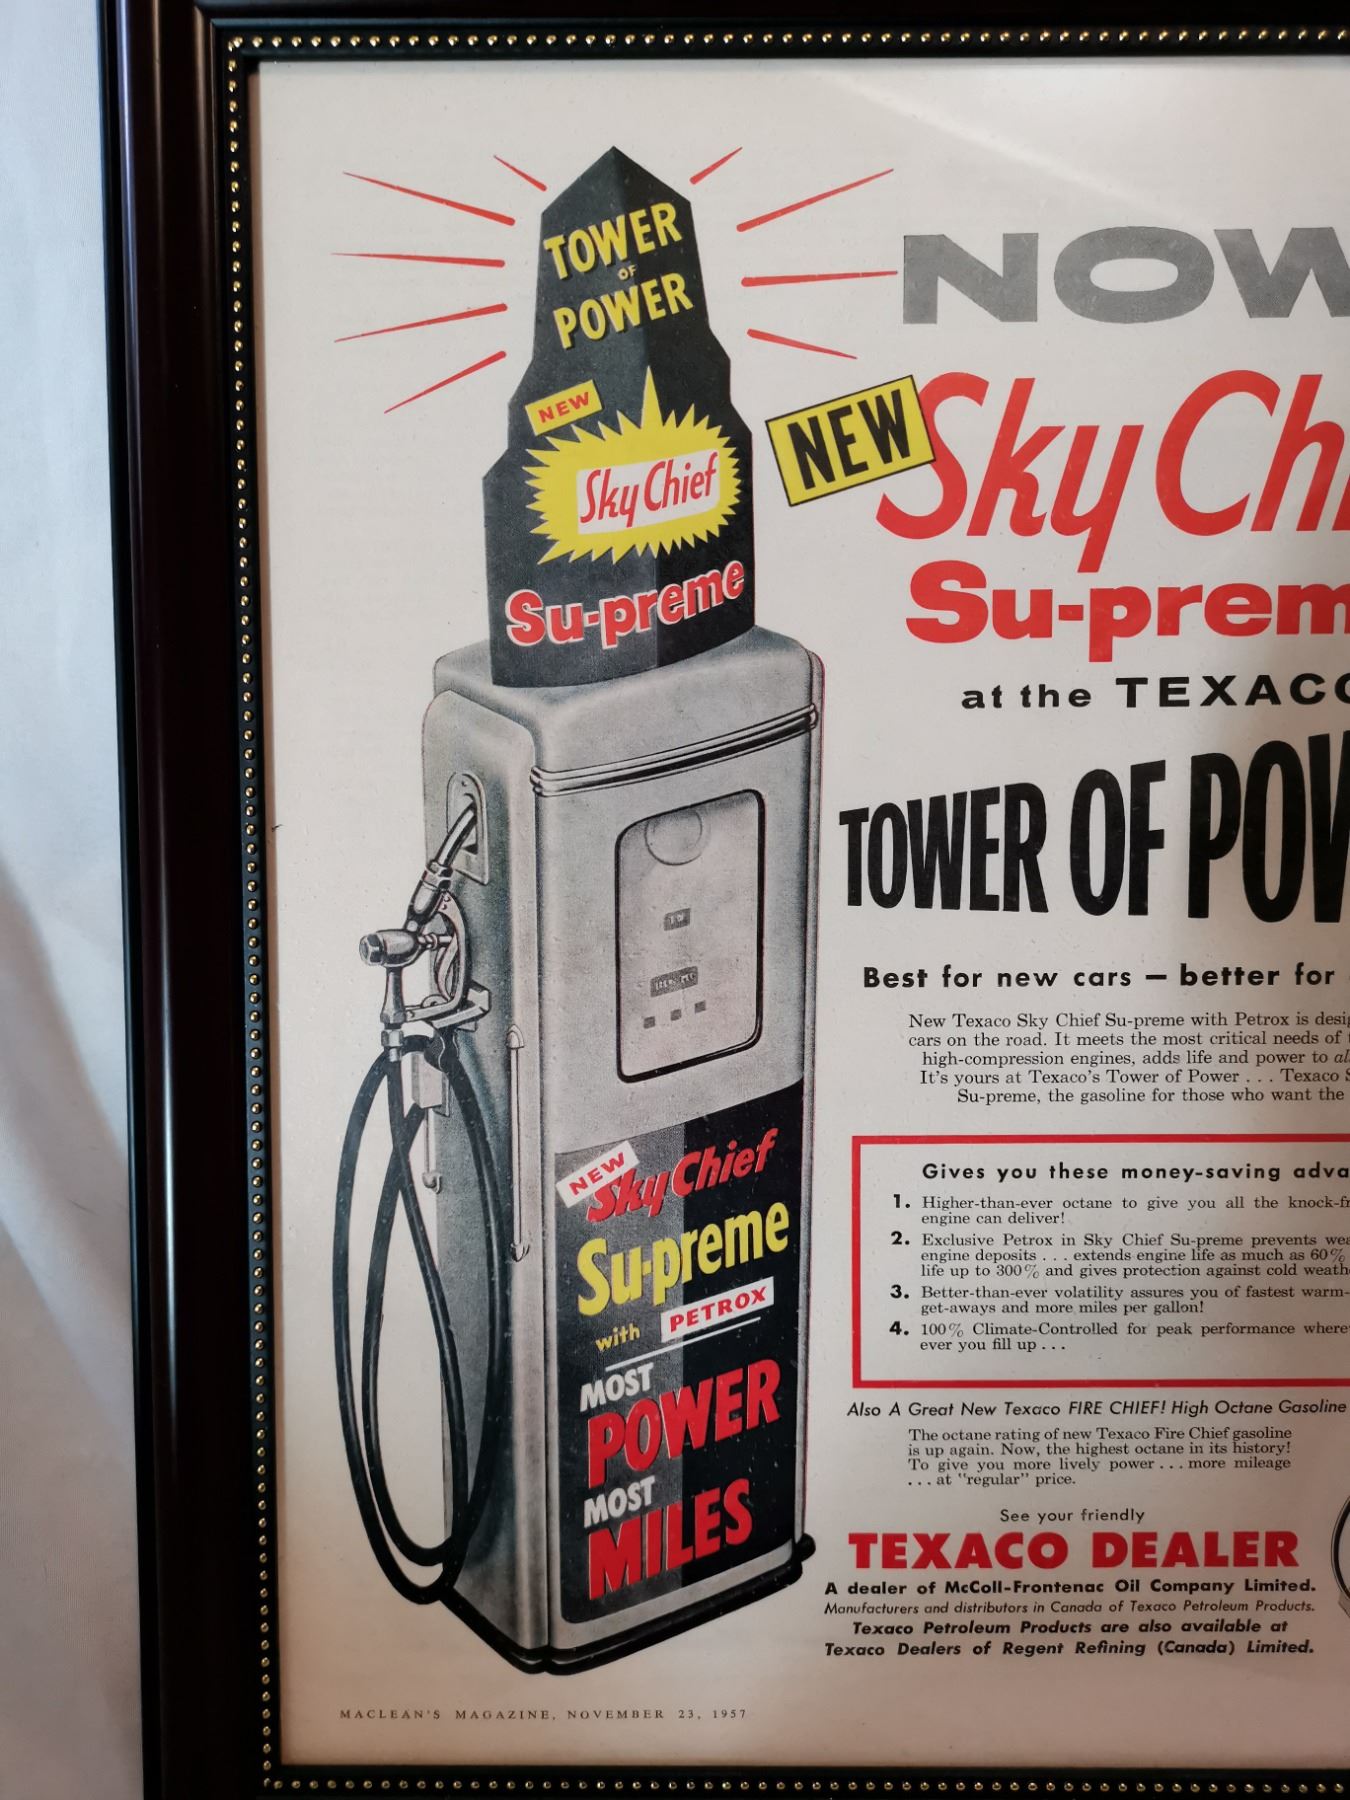 TOWER
OF
POWER
NEW
Sky Chief
Su-preme
NEW
Sky Chief
Su-preme
with PETROX
MOST
POWER
MOST
MILES
NOW
NEW
Sky Chi
Su-prem
at the TEXACO
TOWER OF POW
Best for new cars — better for
New Texaco Sky Chief Su-preme with Petrox is desig
cars on the road. It meets the most critical needs of
high-compression engines, adds life and power to al
It's yours at Texaco's Tower of Power . . . Texaco S
Su-preme, the gasoline for those who want the
Gives you these money-saving adva
1. Higher-than-ever octane to give you all the knock-fr
engine can deliver!
2. Exclusive Petrox in Sky Chief Su-preme prevents wea
engine deposits . . . extends engine life as much as 60%
life up to 300% and gives protection against cold weath
3. Better-than-ever volatility assures you of fastest warm-
get-aways and more miles per gallon!
4. 100% Climate-Controlled for peak performance where
ever you fill up . . .
Also A Great New Texaco FIRE CHIEF! High Octane Gasoline
The octane rating of new Texaco Fire Chief gasoline
is up again. Now, the highest octane in its history!
To give you more lively power . . . more mileage
. . . at "regular" price.
See your friendly
TEXACO DEALER
A dealer of McColl-Frontenac Oil Company Limited.
Manufacturers and distributors in Canada of Texaco Petroleum Products.
Texaco Petroleum Products are also available at
Texaco Dealers of Regent Refining (Canada) Limited.
MACLEAN'S MAGAZINE, NOVEMBER 23, 1957